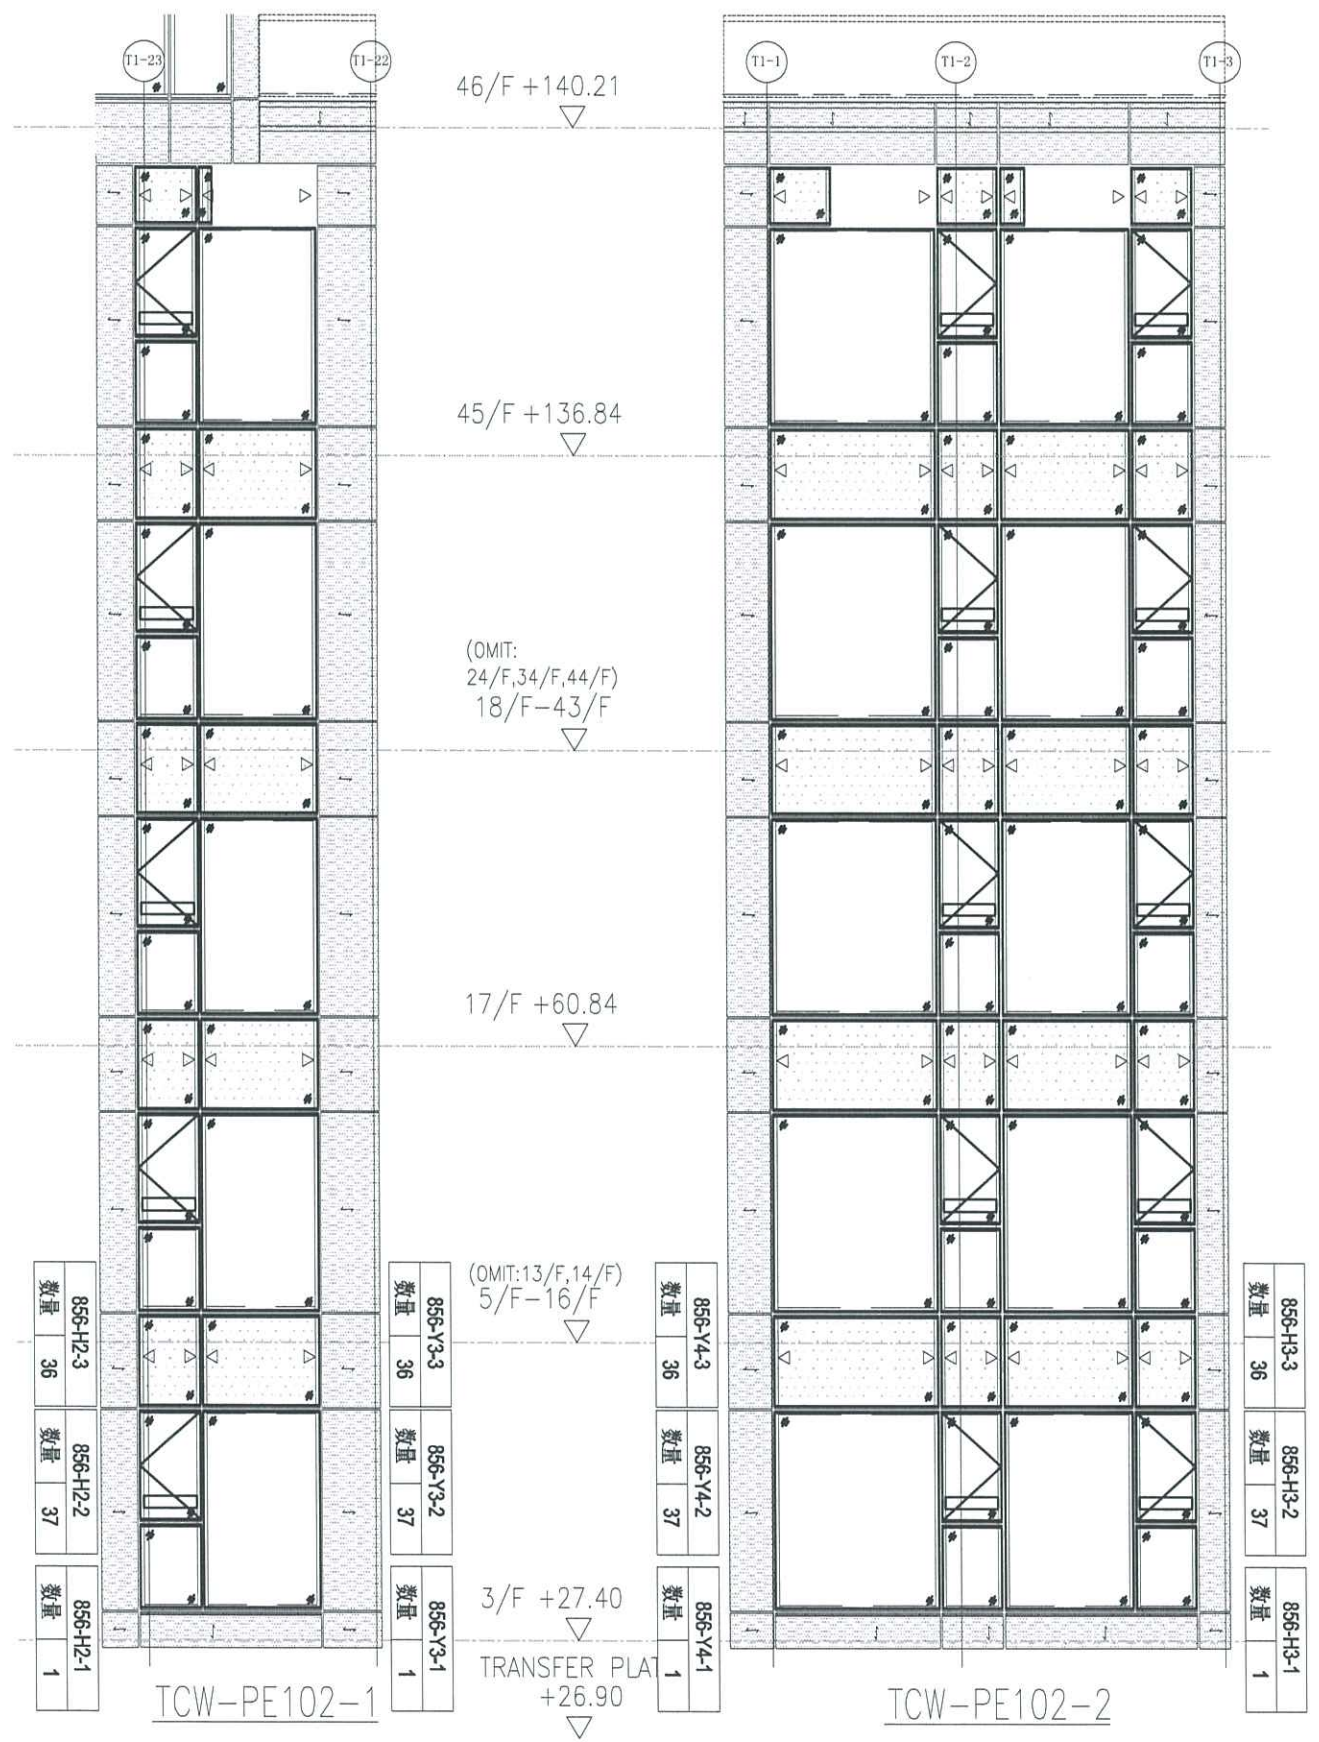 T1-23
T1-22
T1-1
T1-2
T1-3
46/F +140.21
45/F +136.84
(OMIT:
24/F,34/F,44/F)
18/F-43/F
17/F +60.84
(OMIT:13/F,14/F)
5/F-16/F
3/F +27.40
TRANSFER PLAT
+26.90
856-H2-3
数量 36
856-H2-2
数量 37
856-H2-1
数量 1
856-Y3-3
数量 36
856-Y3-2
数量 37
856-Y3-1
数量 1
856-Y4-3
数量 36
856-Y4-2
数量 37
856-Y4-1
数量 1
856-H3-3
数量 36
856-H3-2
数量 37
856-H3-1
数量 1
TCW-PE102-1
TCW-PE102-2